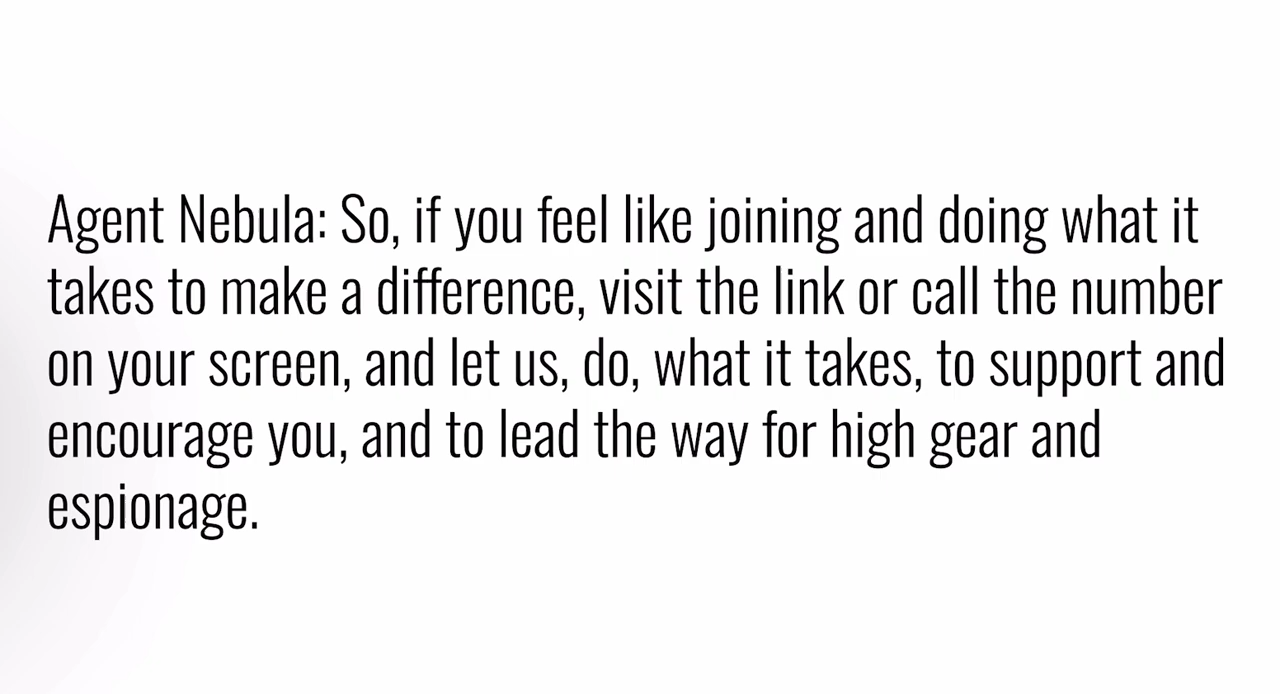 Agent Nebula: So, if you feel like joining and doing what it
takes to make a difference, visit the link or call the number
on your screen, and let us, do, what it takes, to support and
encourage you, and to lead the way for high gear and
espionage.